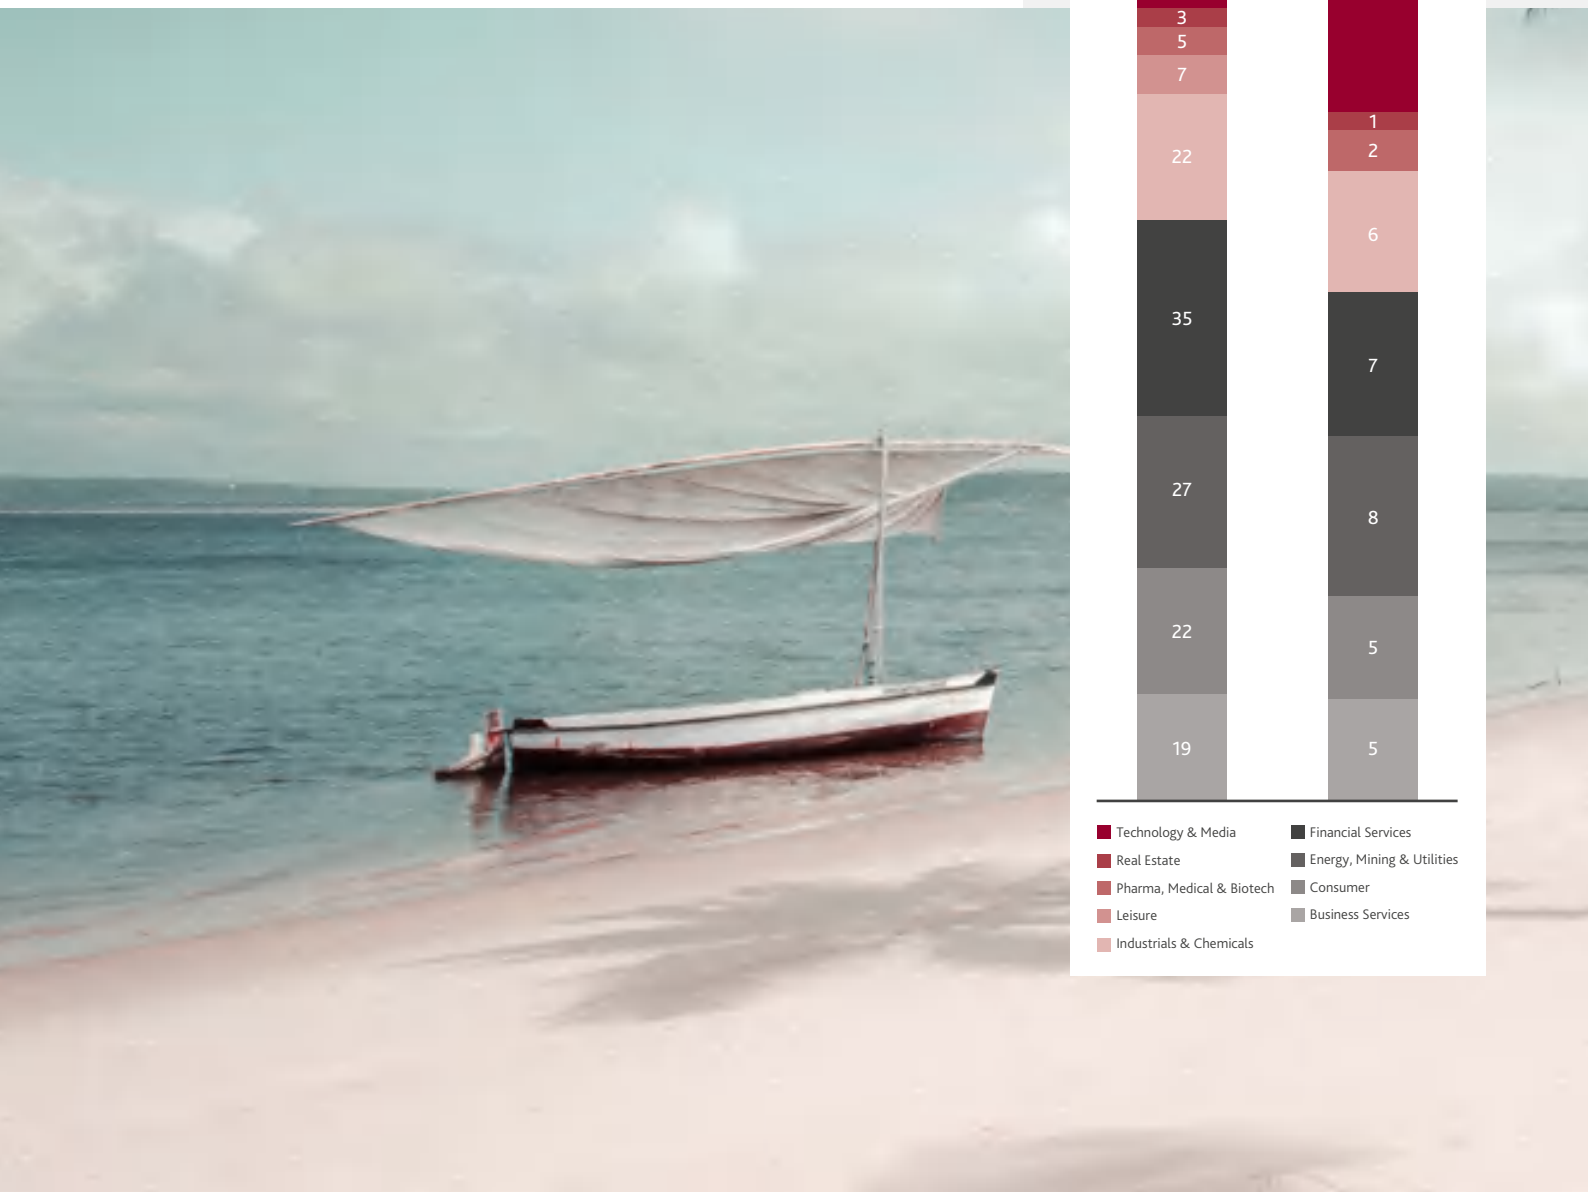 3
5
7
22
35
27
22
19
1
2
6
7
8
5
5
Technology & Media
Real Estate
Pharma, Medical & Biotech
Leisure
Industrials & Chemicals
Financial Services
Energy, Mining & Utilities
Consumer
Business Services